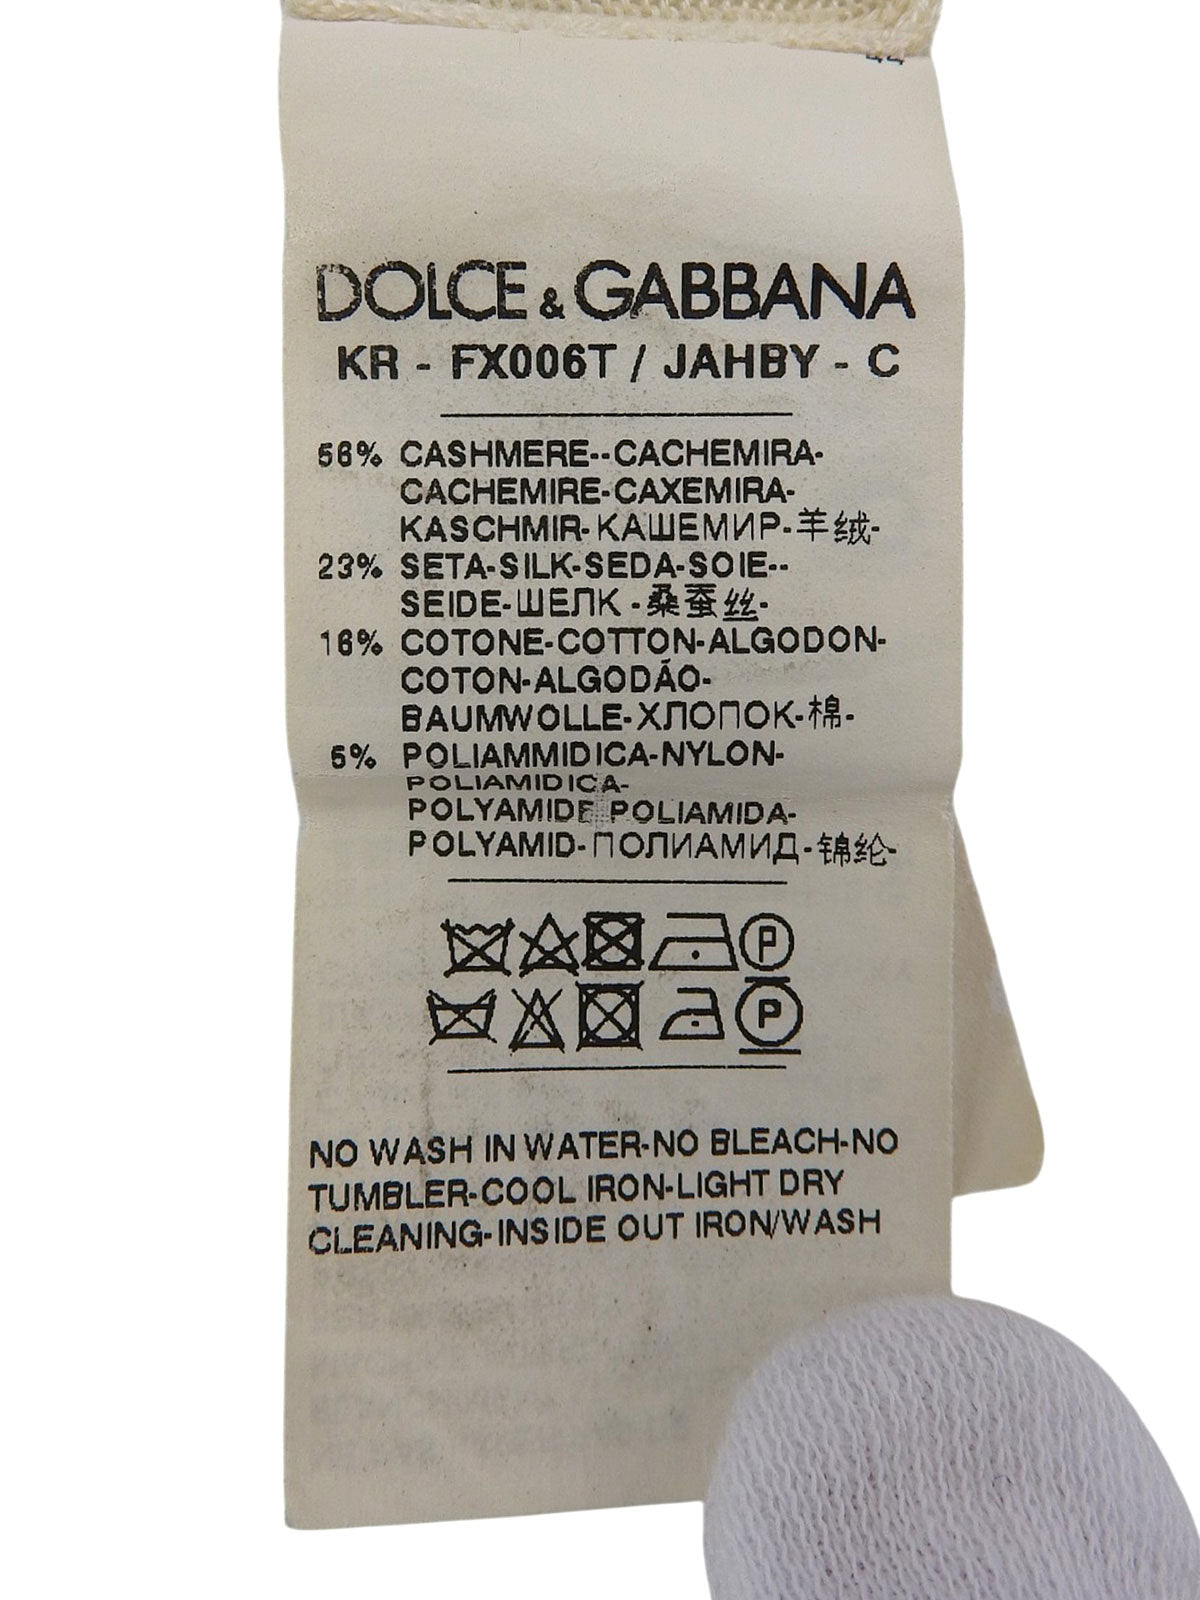 44
DOLCE & GABBANA
KR - FX006T / JAHBY - C
56% CASHMERE--CACHEMIRA-
CACHEMIRE-CAXEMIRA-
KASCHMIR-КАШЕМИР-羊绒-
23% SETA-SILK-SEDA-SOIE--
SEIDE-ШЕЛК -桑蚕丝-
16% COTONE-COTTON-ALGODON-
COTON-ALGODÃO-
BAUMWOLLE-ХЛОПОК-棉-
5% POLIAMMIDICA-NYLON-
POLIAMIDICA-
POLYAMIDE POLIAMIDA-
POLYAMID-ПОЛИАМИД-锦纶-
P
P
NO WASH IN WATER-NO BLEACH-NO
TUMBLER-COOL IRON-LIGHT DRY
CLEANING-INSIDE OUT IRON/WASH